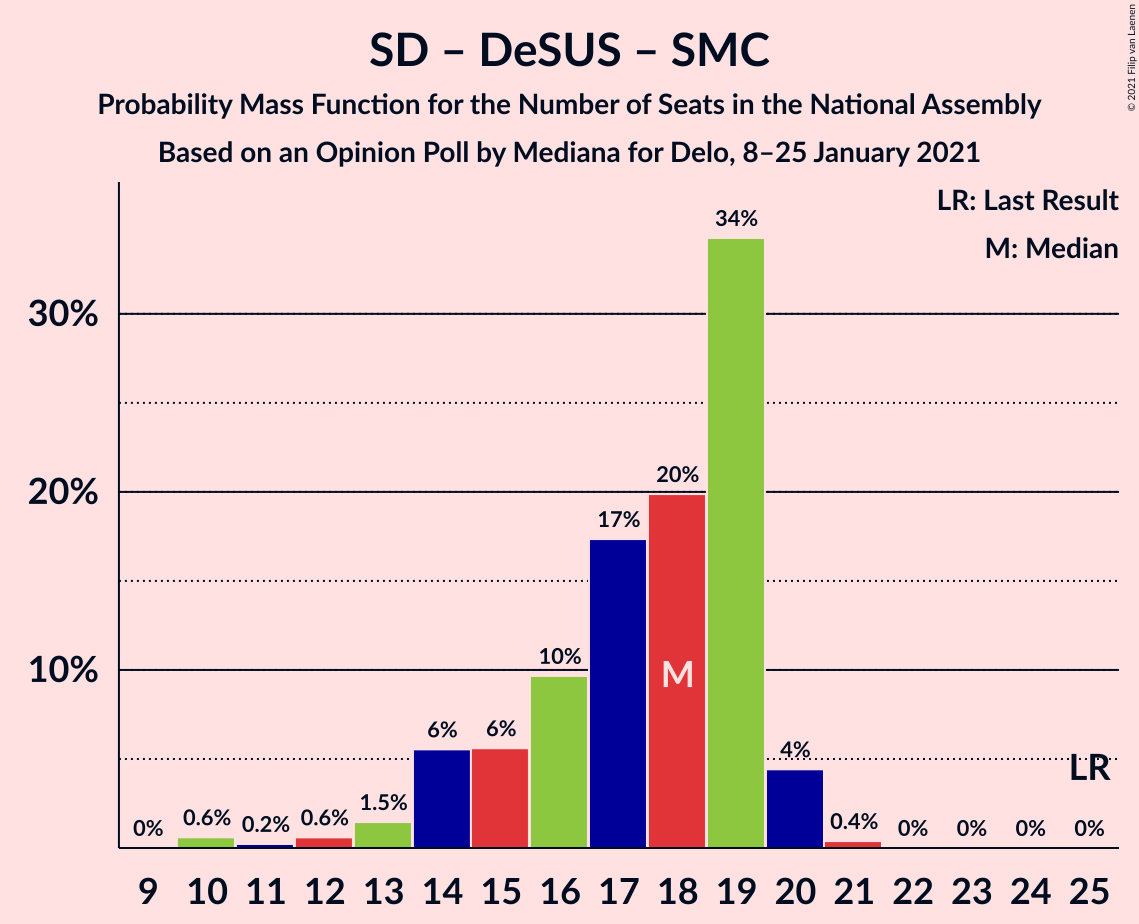 SD – DeSUS – SMC
Probability Mass Function for the Number of Seats in the National Assembly
Based on an Opinion Poll by Mediana for Delo, 8–25 January 2021
© 2021 Filip van Laenen
LR: Last Result
M: Median
34%
30%
20%
20%
17%
10%
10%
M
6%
6%
4%
LR
1.5%
0%
0.6%
0.2%
0.6%
0.4%
0%
0%
0%
0%
9 10 11 12 13 14 15 16 17 18 19 20 21 22 23 24 25